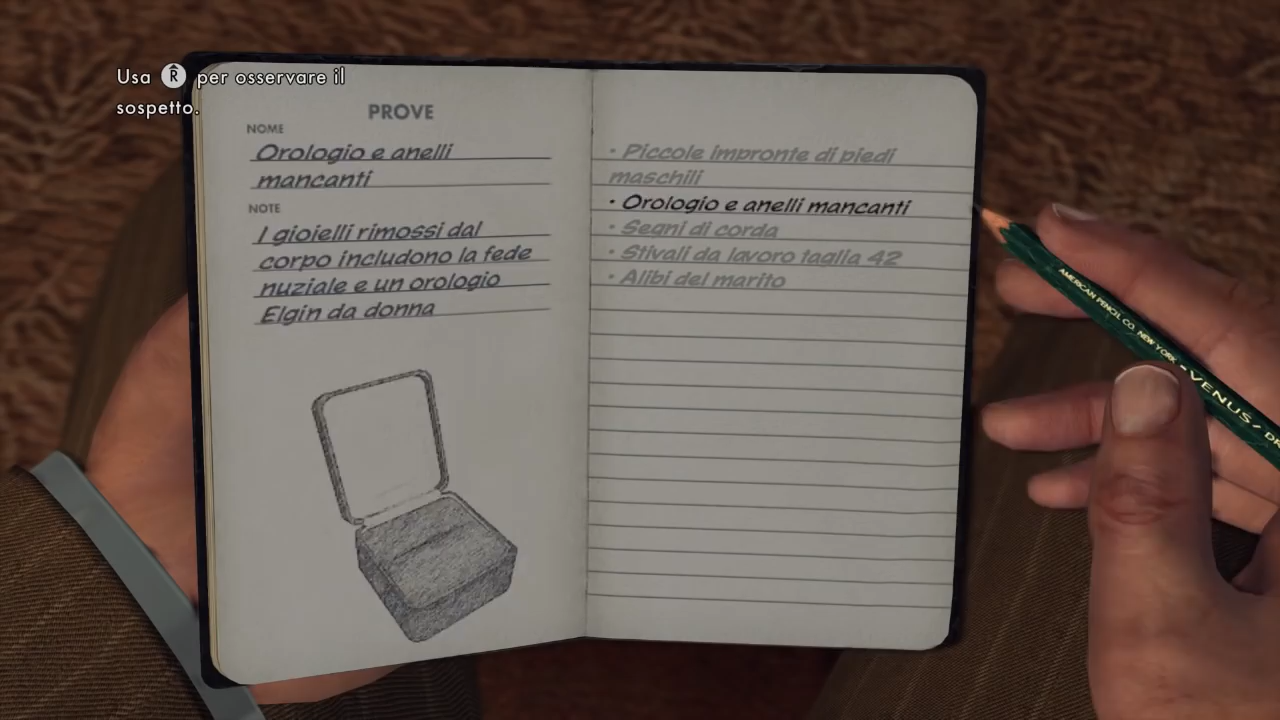 Usa R per osservare il
sospetto.
PROVE
NOME
Orologio e anelli
mancanti
NOTE
I gioielli rimossi dal
corpo includono la fede
nuziale e un orologio
Elgin da donna
• Piccole impronte di piedi
maschili
• Orologio e anelli mancanti
• Segni di corda
• Stivali da lavoro taglia 42
• Alibi del marito
AMERICAN PENCIL CO. NEW YORK
VENUS